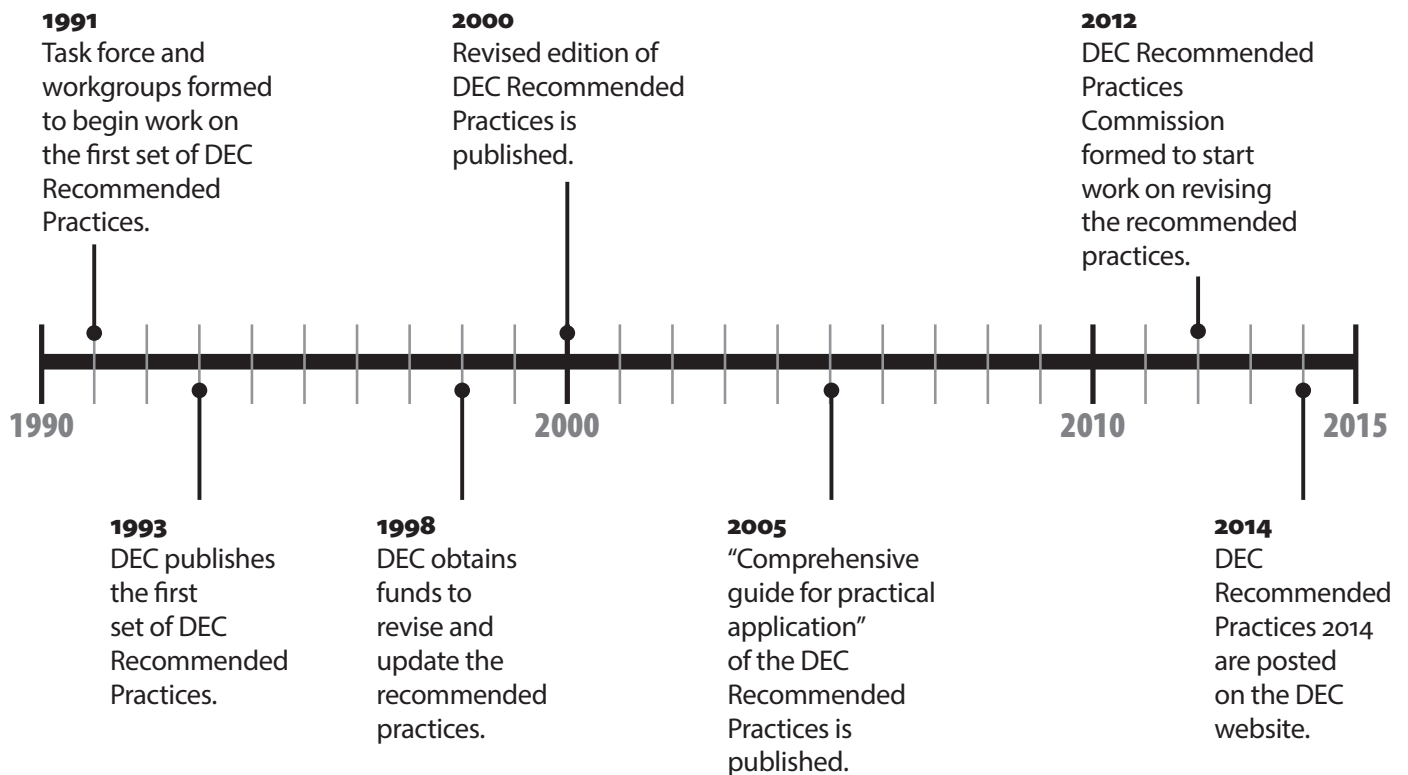 1991
Task force and
workgroups formed
to begin work on
the first set of DEC
Recommended
Practices.
2000
Revised edition of
DEC Recommended
Practices is
published.
2012
DEC Recommended
Practices
Commission
formed to start
work on revising
the recommended
practices.
1990
2000
2010
2015
1993
DEC publishes
the first
set of DEC
Recommended
Practices.
1998
DEC obtains
funds to
revise and
update the
recommended
practices.
2005
“Comprehensive
guide for practical
application”
of the DEC
Recommended
Practices is
published.
2014
DEC
Recommended
Practices 2014
are posted
on the DEC
website.